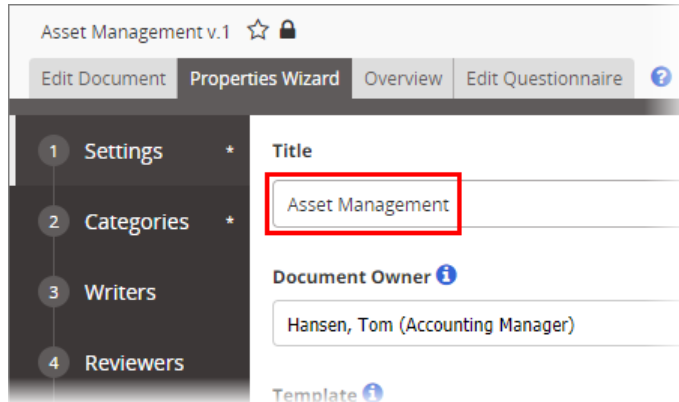 Asset Management v.1
Edit Document Properties Wizard Overview Edit Questionnaire ?
1 Settings *
2 Categories *
3 Writers
4 Reviewers
Title
Asset Management
Document Owner i
Hansen, Tom (Accounting Manager)
Template i